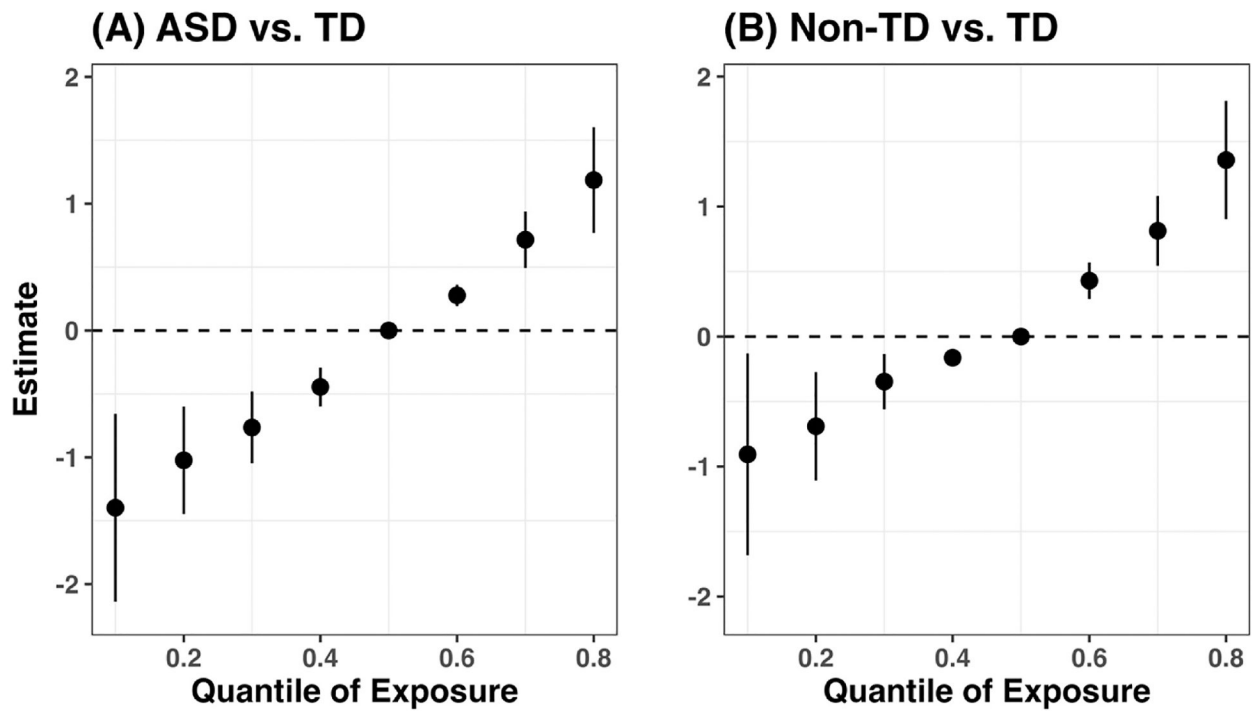 (A) ASD vs. TD
2
1
0
-1
-2
Estimate
0.2 0.4 0.6 0.8
Quantile of Exposure
(B) Non-TD vs. TD
2
1
0
-1
-2
0.2 0.4 0.6 0.8
Quantile of Exposure